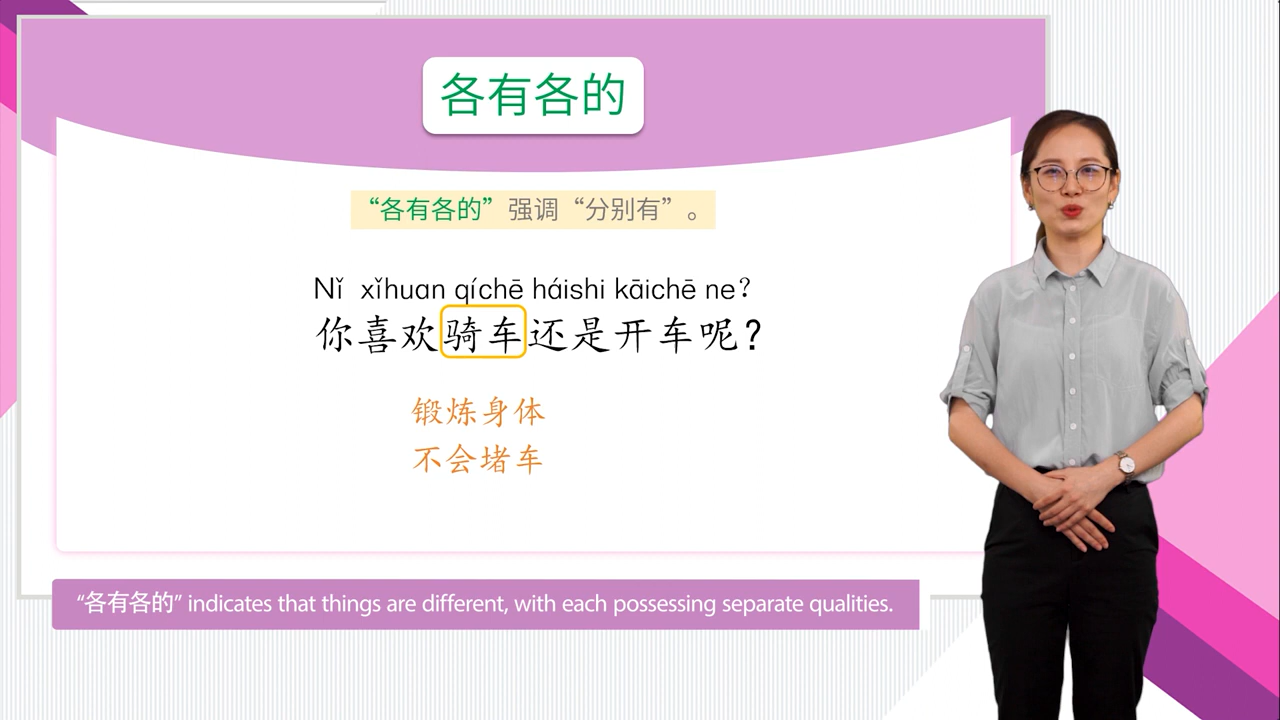 各有各的
“各有各的”强调“分别有”。
Nǐ xǐhuan qíchē háishi kāichē ne?
你喜欢骑车还是开车呢?
锻炼身体
不会堵车
“各有各的” indicates that things are different, with each possessing separate qualities.